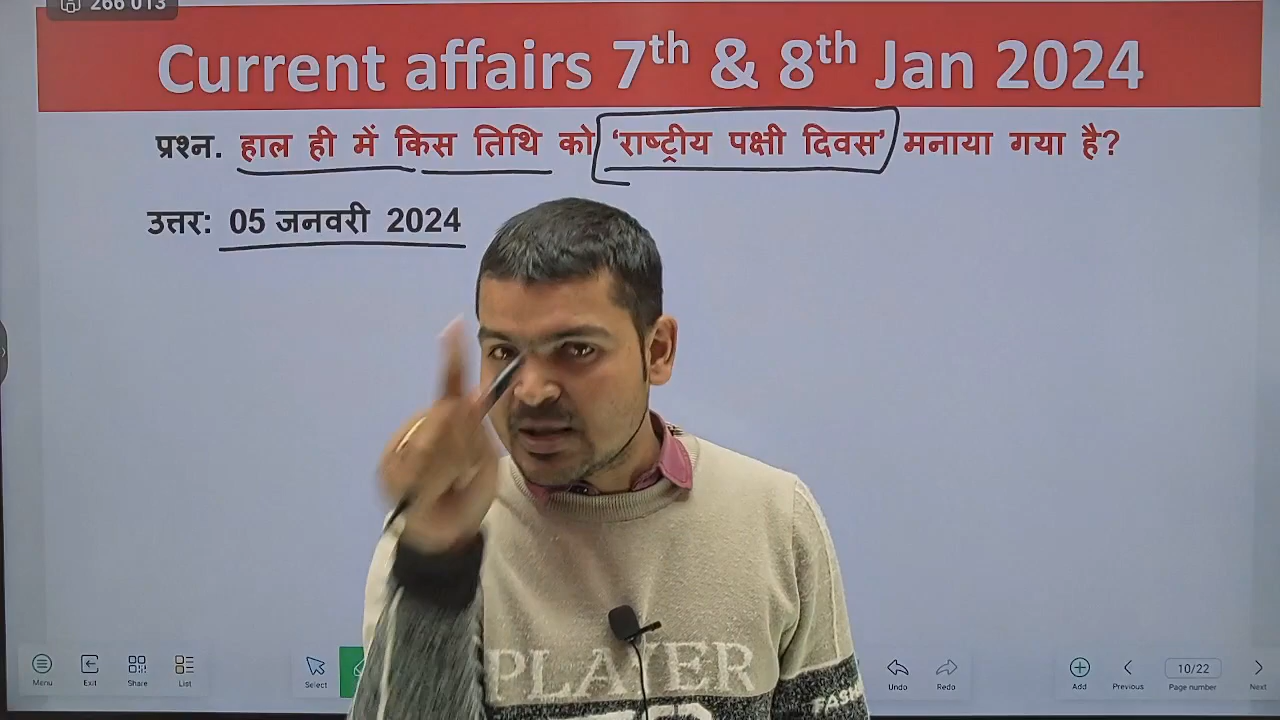 266 013
Current affairs 7th & 8th Jan 2024
प्रश्न. हाल ही में किस तिथि को ‘राष्ट्रीय पक्षी दिवस’ मनाया गया है?
उत्तर: 05 जनवरी 2024
PLAYER
FASH
Menu Exit Share List Select Undo Redo Add Previous 10/22 Page number Next